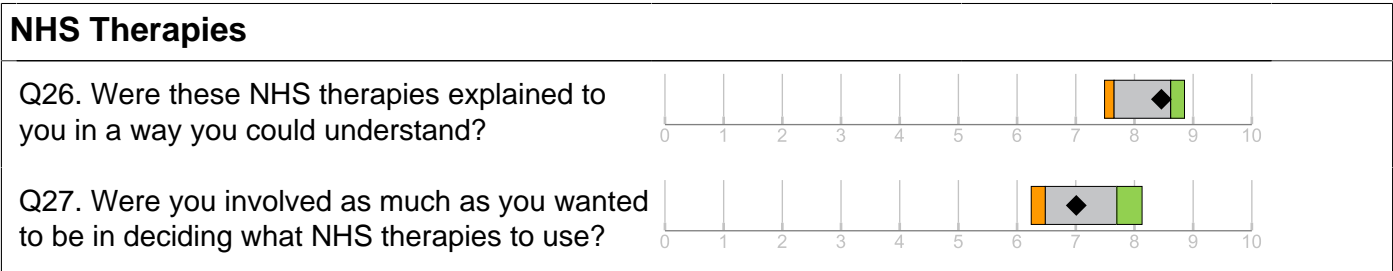 NHS Therapies
Q26. Were these NHS therapies explained to
you in a way you could understand?
0 1 2 3 4 5 6 7 8 9 10
Q27. Were you involved as much as you wanted
to be in deciding what NHS therapies to use?
0 1 2 3 4 5 6 7 8 9 10